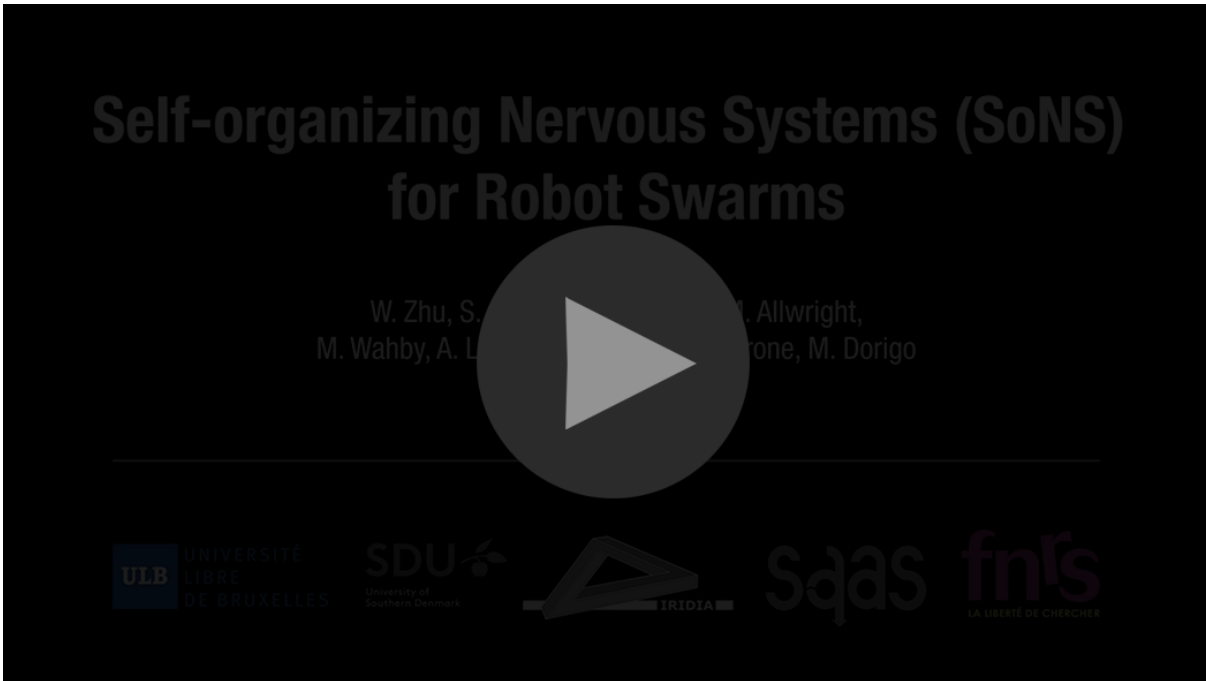 Self-organizing Nervous Systems (SoNS)
for Robot Swarms
W. Zhu, S. . Allwright,
M. Wahby, A. L rone, M. Dorigo
ULB UNIVERSITÉ
LIBRE
DE BRUXELLES
SDU
University of
Southern Denmark
IRIDIA
Sqas
fnrs
LA LIBERTÉ DE CHERCHER